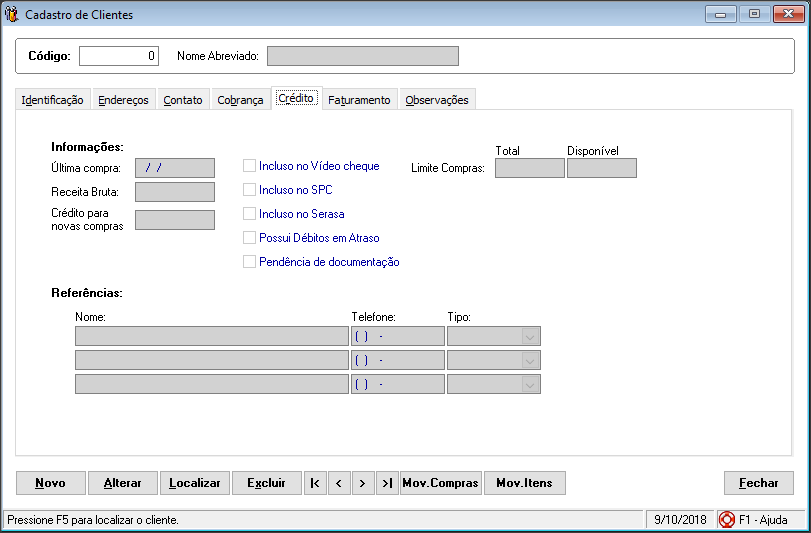 Cadastro de Clientes
Código: 0 Nome Abreviado:
Identificação Endereços Contato Cobrança Crédito Faturamento Observações
Informações:
Total Disponível
Última compra: / / Incluso no Vídeo cheque Limite Compras:
Receita Bruta: Incluso no SPC
Crédito para
novas compras
Incluso no Serasa
Possui Débitos em Atraso
Pendência de documentação
Referências:
Nome: Telefone: Tipo:
( ) -
( ) -
( ) -
Novo Alterar Localizar Excluir |< < > >| Mov.Compras Mov.Itens Fechar
Pressione F5 para localizar o cliente. 9/10/2018 F1 - Ajuda